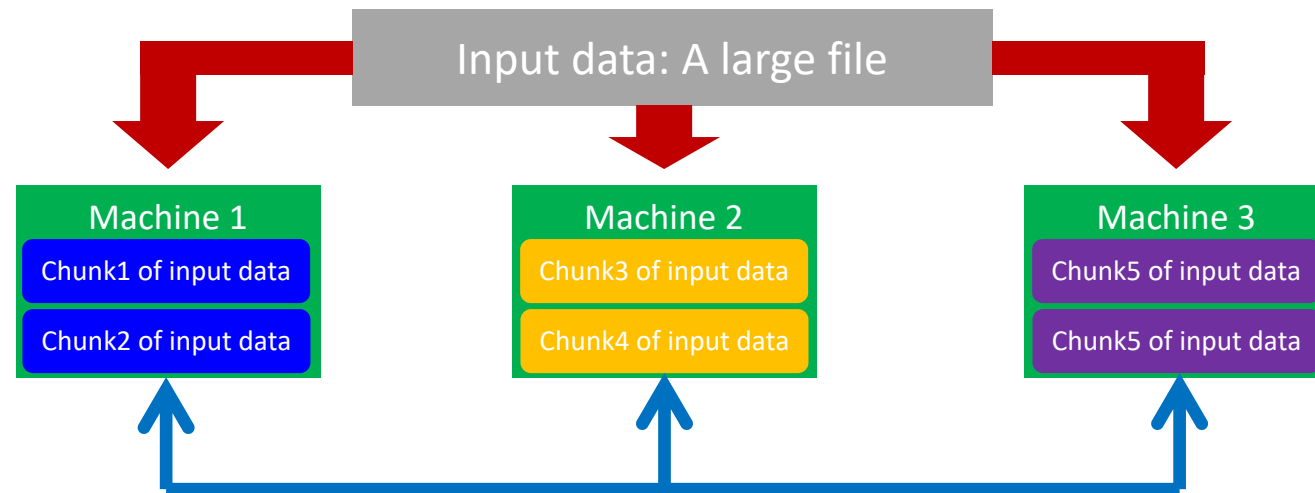 Input data: A large file
Machine 1
Chunk1 of input data
Chunk2 of input data
Machine 2
Chunk3 of input data
Chunk4 of input data
Machine 3
Chunk5 of input data
Chunk5 of input data